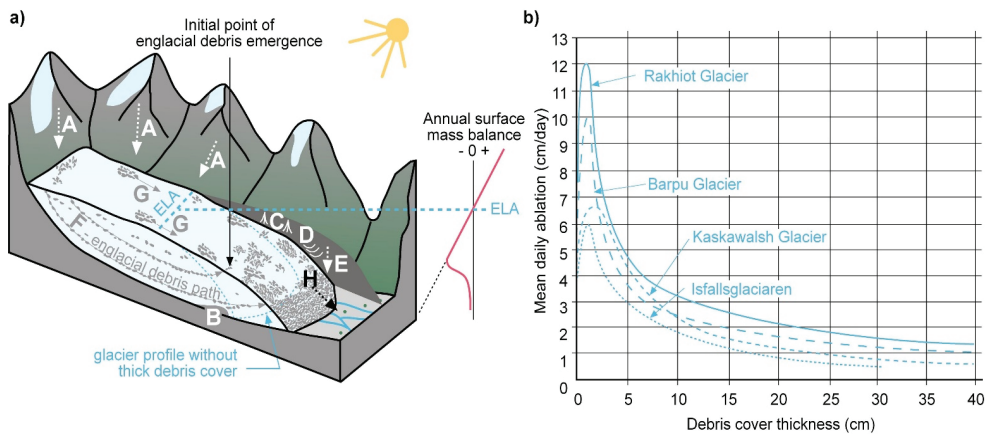 a)
Initial point of
englacial debris emergence
A
A
A
Annual surface
mass balance
- 0 +
G
ELA
G
ELA
F
englacial debris path
C
D
E
H
B
glacier profile without
thick debris cover
b)
Mean daily ablation (cm/day)
13
12
11
10
9
8
7
6
5
4
3
2
1
0
Rakhiot Glacier
Barpu Glacier
Kaskawalsh Glacier
Isfallsglaciaren
0 5 10 15 20 25 30 35 40
Debris cover thickness (cm)